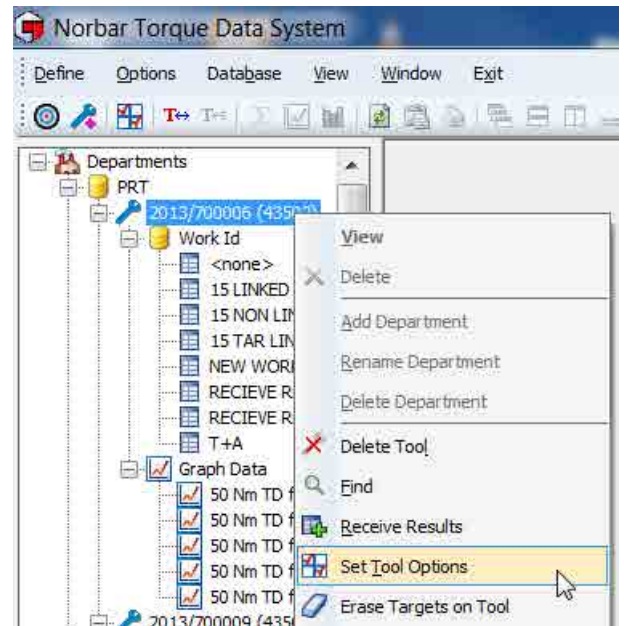 Norbar Torque Data System
Define Options Database View Window Exit
T↔ T↔ Σ
Departments
PRT
2013/700006
Work Id
<none>
15 LINKED
15 NON
15 TAR
NEW
RECIEVE
RECIEVE
T+A
Graph Data
50 Nm TD
50 Nm TD
50 Nm TD
50 Nm TD
50 Nm TD
2013/700009
View
Delete
Add Department
Rename Department
Delete Department
Delete Tool
Find
Receive Results
Set Tool Options
Erase Targets on Tool